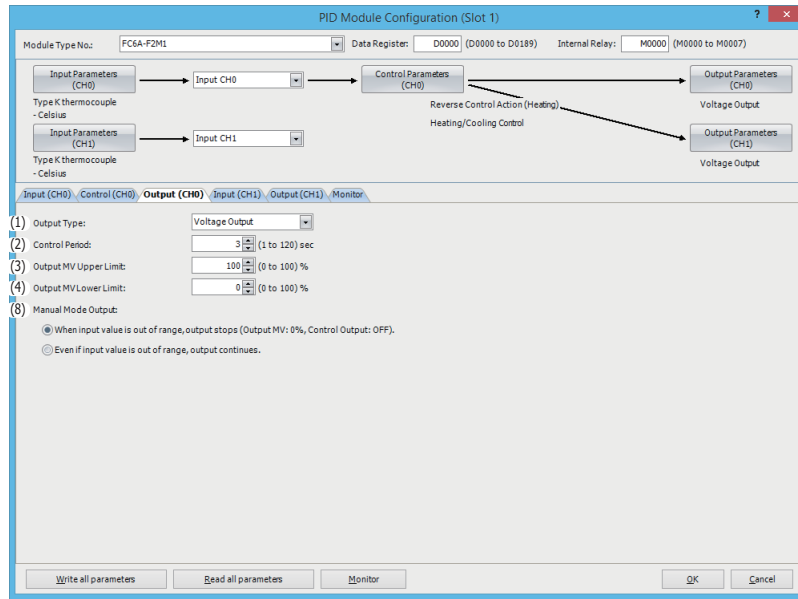 PID Module Configuration (Slot 1)
? ×
Module Type No.: FC6A-F2M1 Data Register: D0000 (D0000 to D0189) Internal Relay: M0000 (M0000 to M0007)
Input Parameters
(CH0)
Input CH0
Control Parameters
(CH0)
Output Parameters
(CH0)
Type K thermocouple
- Celsius
Reverse Control Action (Heating)
Heating/Cooling Control
Voltage Output
Input Parameters
(CH1)
Input CH1
Output Parameters
(CH1)
Type K thermocouple
- Celsius
Voltage Output
Input (CH0) Control (CH0) Output (CH0) Input (CH1) Output (CH1) Monitor
(1) Output Type: Voltage Output
(2) Control Period: 3 (1 to 120) sec
(3) Output MV Upper Limit: 100 (0 to 100) %
(4) Output MV Lower Limit: 0 (0 to 100) %
(8) Manual Mode Output:
When input value is out of range, output stops (Output MV: 0%, Control Output: OFF).
Even if input value is out of range, output continues.
Write all parameters Read all parameters Monitor OK Cancel